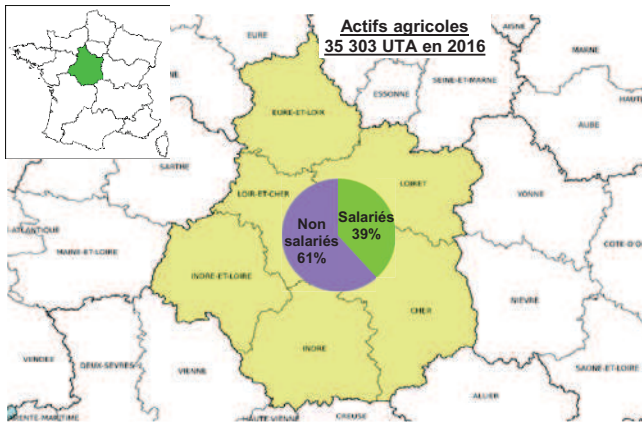 Actifs agricoles
35 303 UTA en 2016
EURE
AISNE
MARNE
SEINE-ET-MARNE
ESSONNE
EURE-ET-LOIR
AUBE
SARTHE
LOIR-ET-CHER
LOIRET
YONNE
Non
salariés
61%
Salariés
39%
MAINE-ET-LOIRE
INDRE-ET-LOIRE
CHER
NIEVRE
INDRE
VENDEE
DEUX-SEVRES
VIENNE
SAONE-ET-LOIRE
ALLIER
HAUTE-VIENNE
CREUSE